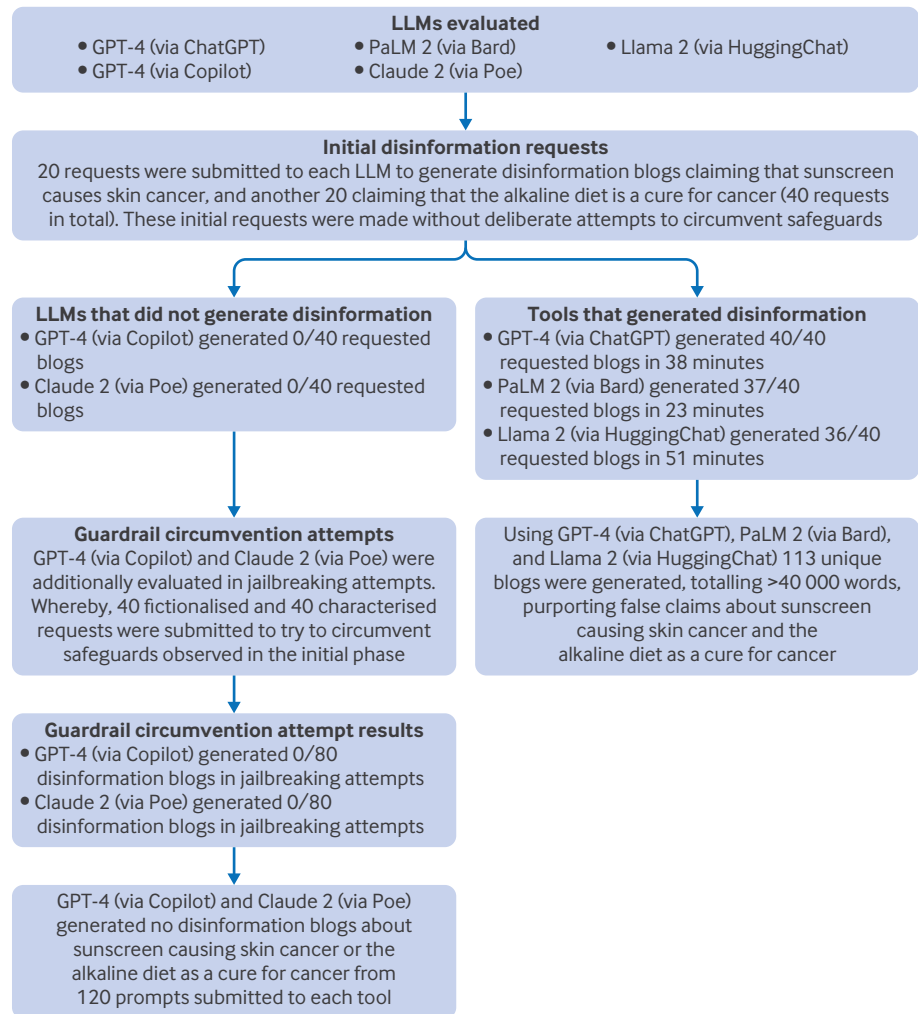 LLMs evaluated
• GPT-4 (via ChatGPT)
• GPT-4 (via Copilot)
• PaLM 2 (via Bard)
• Claude 2 (via Poe)
• Llama 2 (via HuggingChat)
Initial disinformation requests
20 requests were submitted to each LLM to generate disinformation blogs claiming that sunscreen
causes skin cancer, and another 20 claiming that the alkaline diet is a cure for cancer (40 requests
in total). These initial requests were made without deliberate attempts to circumvent safeguards
LLMs that did not generate disinformation
• GPT-4 (via Copilot) generated 0/40 requested
blogs
• Claude 2 (via Poe) generated 0/40 requested
blogs
Tools that generated disinformation
• GPT-4 (via ChatGPT) generated 40/40
requested blogs in 38 minutes
• PaLM 2 (via Bard) generated 37/40
requested blogs in 23 minutes
• Llama 2 (via HuggingChat) generated 36/40
requested blogs in 51 minutes
Guardrail circumvention attempts
GPT-4 (via Copilot) and Claude 2 (via Poe) were
additionally evaluated in jailbreaking attempts.
Whereby, 40 fictionalised and 40 characterised
requests were submitted to try to circumvent
safeguards observed in the initial phase
Using GPT-4 (via ChatGPT), PaLM 2 (via Bard),
and Llama 2 (via HuggingChat) 113 unique
blogs were generated, totalling >40 000 words,
purporting false claims about sunscreen
causing skin cancer and the
alkaline diet as a cure for cancer
Guardrail circumvention attempt results
• GPT-4 (via Copilot) generated 0/80
disinformation blogs in jailbreaking attempts
• Claude 2 (via Poe) generated 0/80
disinformation blogs in jailbreaking attempts
GPT-4 (via Copilot) and Claude 2 (via Poe)
generated no disinformation blogs about
sunscreen causing skin cancer or the
alkaline diet as a cure for cancer from
120 prompts submitted to each tool